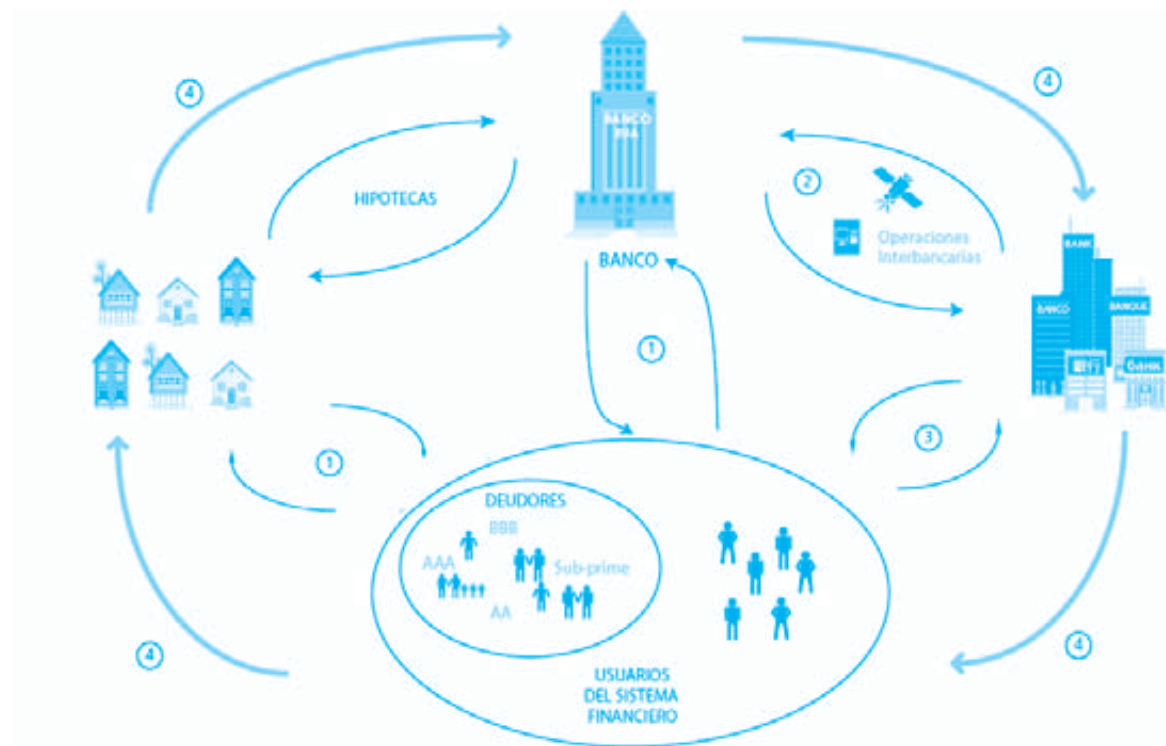 4
4
BANCO
HIPOTECAS
2
Operaciones
Interbancarias
BANCO
BANK
BANCO
BANQUE
BANK
1
3
1
DEUDORES
BBB
AAA
Sub-prime
AA
4
4
USUARIOS
DEL SISTEMA
FINANCIERO